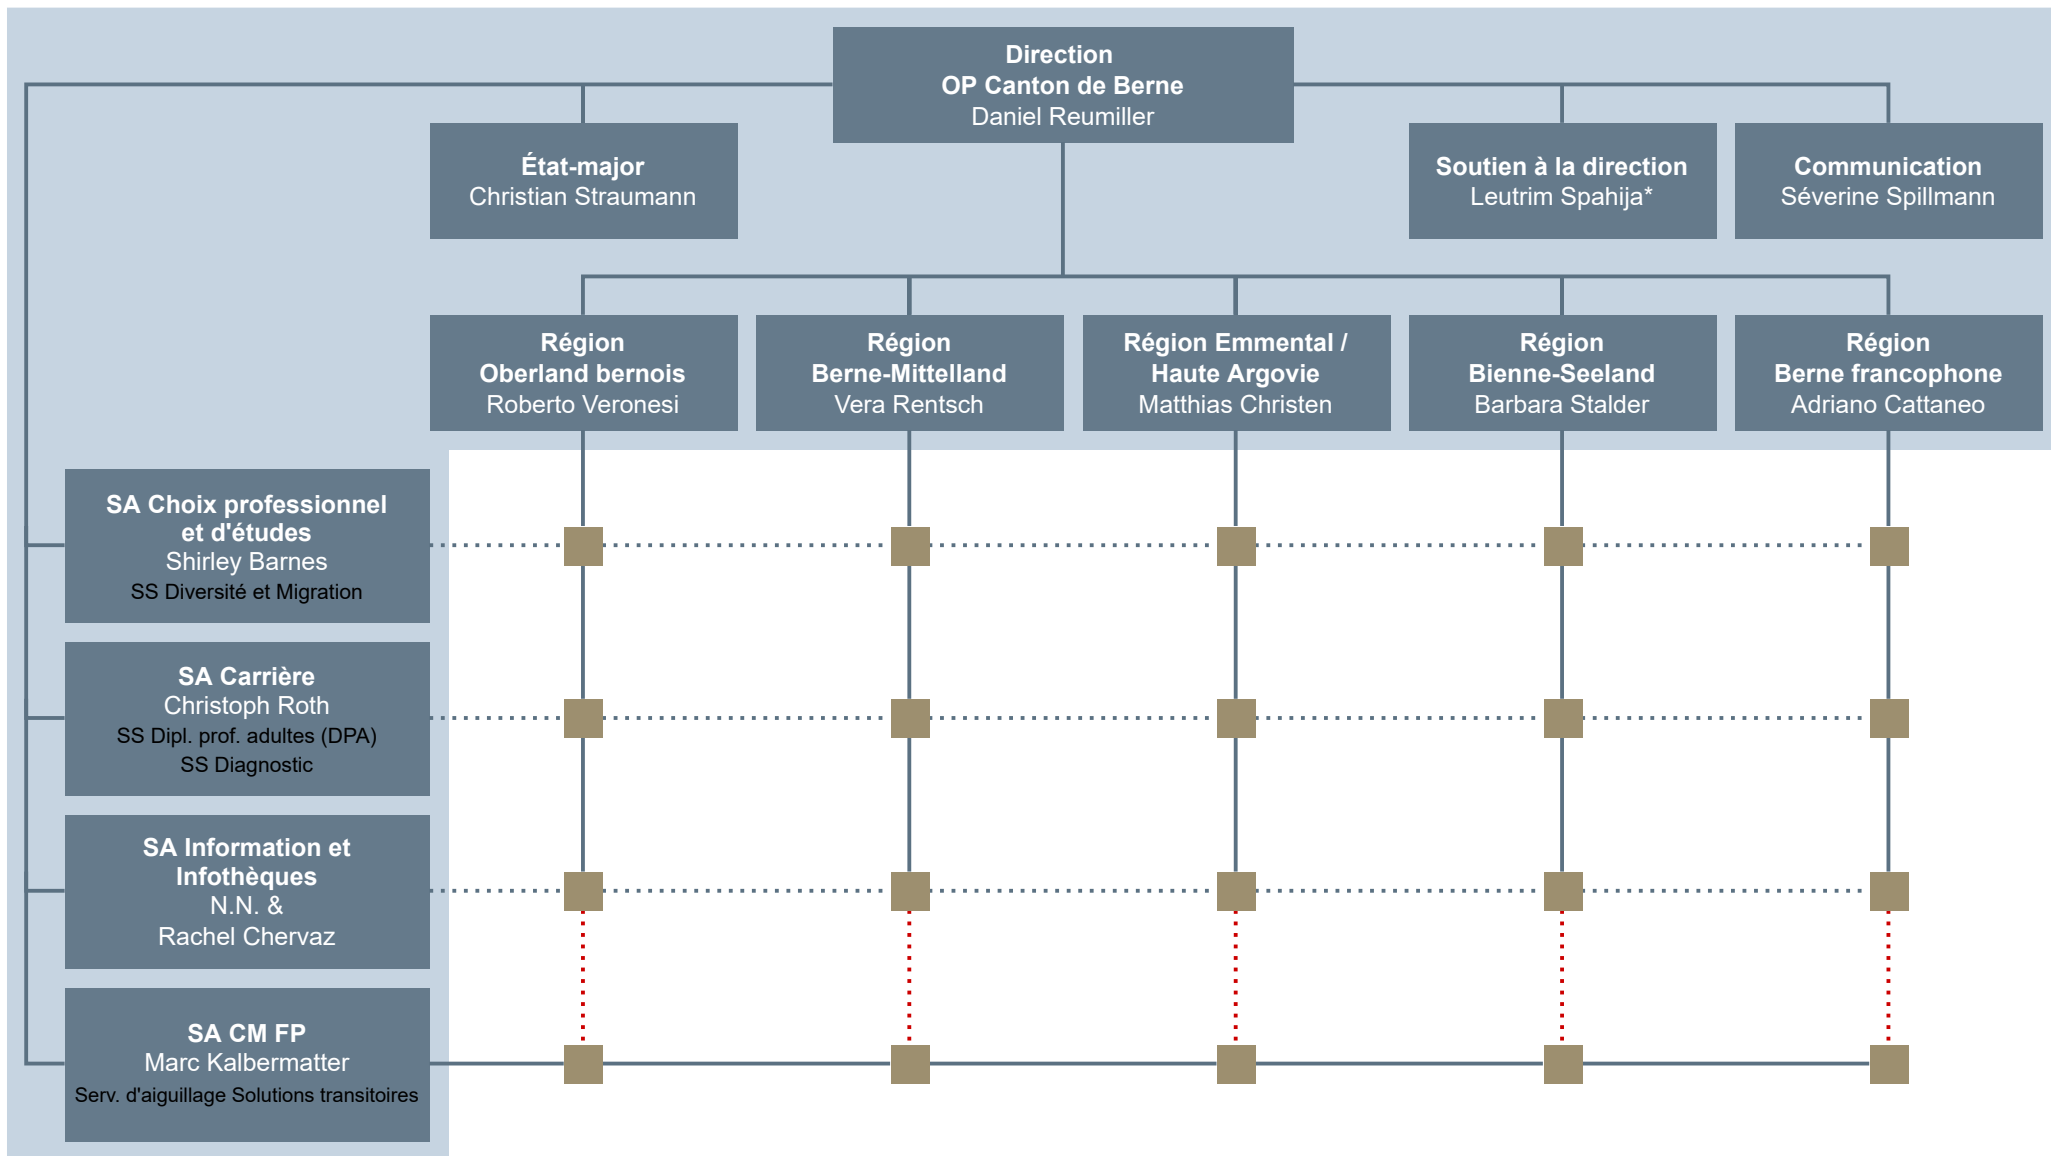 Direction
OP Canton de Berne
Daniel Reumiller
État-major
Christian Straumann
Soutien à la direction
Leutrim Spahija*
Communication
Séverine Spillmann
Région
Oberland bernois
Roberto Veronesi
Région
Berne-Mittelland
Vera Rentsch
Région Emmental /
Haute Argovie
Matthias Christen
Région
Bienne-Seeland
Barbara Stalder
Région
Berne francophone
Adriano Cattaneo
SA Choix professionnel
et d'études
Shirley Barnes
SS Diversité et Migration
SA Carrière
Christoph Roth
SS Dipl. prof. adultes (DPA)
SS Diagnostic
SA Information et
Infothèques
N.N. &
Rachel Chervaz
SA CM FP
Marc Kalbermatter
Serv. d'aiguillage Solutions transitoires